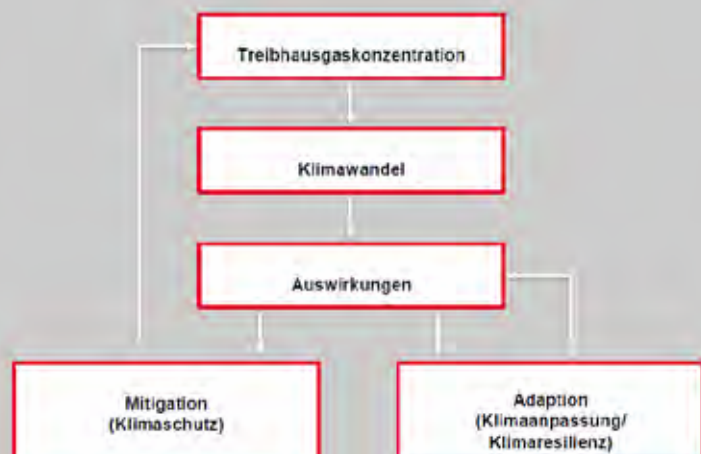 Treibhausgaskonzentration
Klimawandel
Auswirkungen
Mitigation
(Klimaschutz)
Adaption
(Klimaanpassung/
Klimaresilienz)